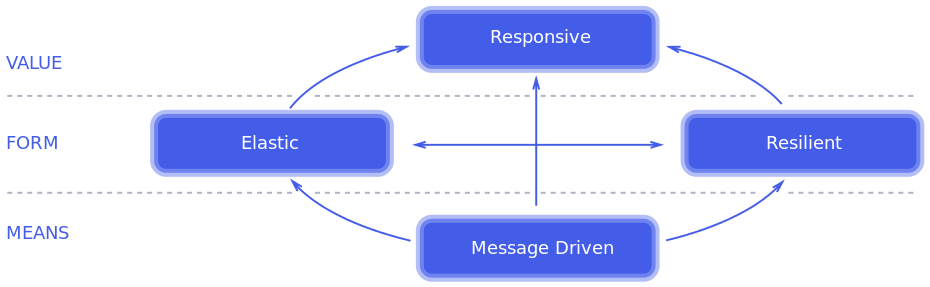 Responsive
VALUE
FORM
Elastic
Resilient
MEANS
Message Driven